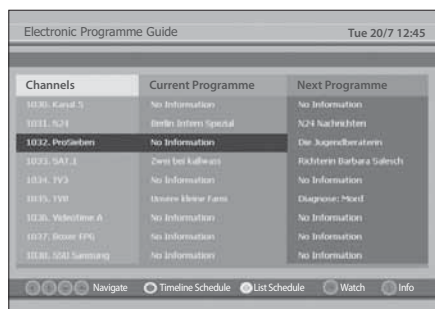 Electronic Programme Guide Tue 20/7 12:45
Channels Current Programme Next Programme
1030. Kanal 5 No Information No Information
1031. N24 Berlin Intern Spezial N24 Nachrichten
1032. ProSieben No Information Die Jugendberaterin
1033. SAT.1 Zwei bei kallwass Richterin Barbara Salesch
1034. TV3 No Information No Information
1035. Unsere kleine Farm Diagnose: Mord
1036. Videotime A No Information No Information
1037. Boxer EPG No Information No Information
1038. Samsung No Information No Information
Navigate Timeline Schedule List Schedule Watch Info